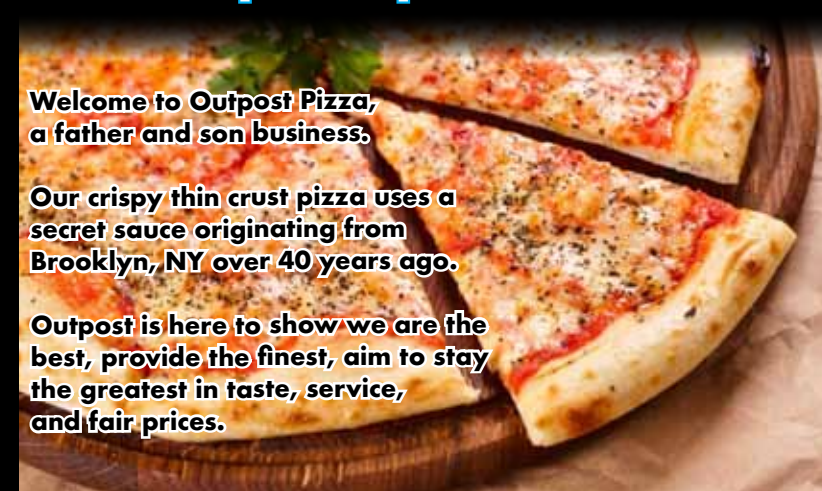 Welcome to Outpost Pizza,
a father and son business.
Our crispy thin crust pizza uses a
secret sauce originating from
Brooklyn, NY over 40 years ago.
Outpost is here to show we are the
best, provide the finest, aim to stay
the greatest in taste, service,
and fair prices.